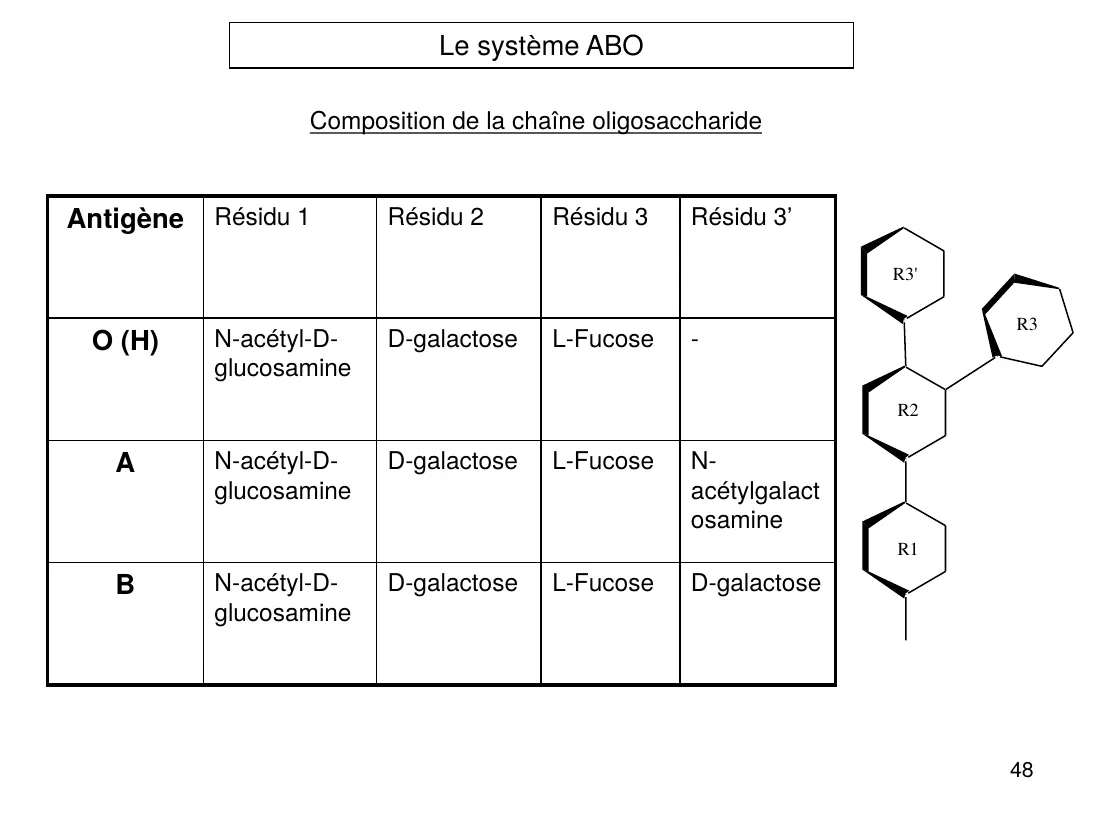 Le système ABO
Composition de la chaîne oligosaccharide
Antigène Résidu 1 Résidu 2 Résidu 3 Résidu 3’
O (H) N-acétyl-D- D-galactose L-Fucose -
glucosamine
A N-acétyl-D- D-galactose L-Fucose N-
glucosamine acétylgalact
osamine
B N-acétyl-D- D-galactose L-Fucose D-galactose
glucosamine
R3'
R3
R2
R1
48